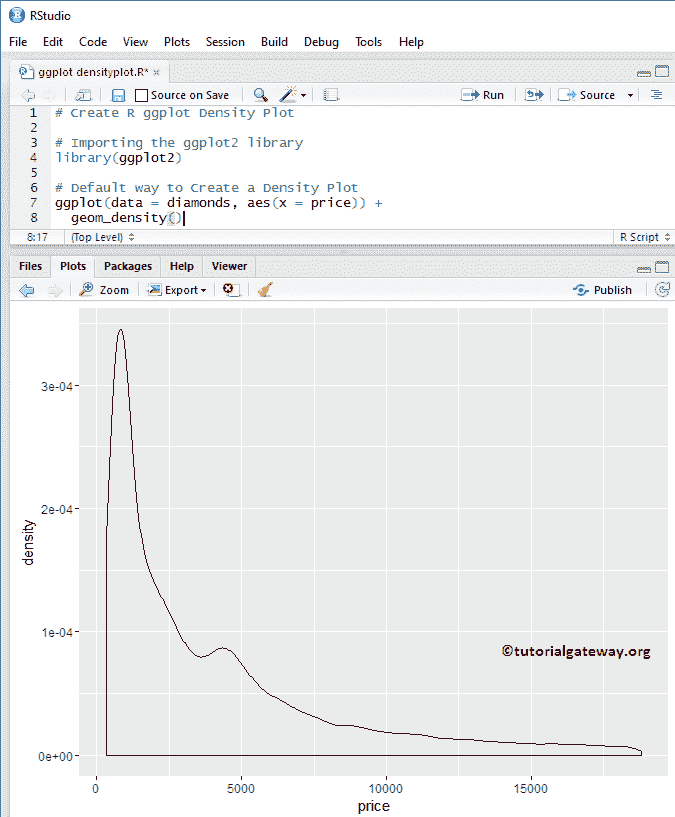 RStudio
File Edit Code View Plots Session Build Debug Tools Help
ggplot densityplot.R*
Source on Save Run Source
1 # Create R ggplot Density Plot
2
3 # Importing the ggplot2 library
4 library(ggplot2)
5
6 # Default way to Create a Density Plot
7 ggplot(data = diamonds, aes(x = price)) +
8 geom_density()
8:17 (Top Level) R Script
Files Plots Packages Help Viewer
Zoom Export Publish
3e-04
2e-04
density
1e-04
©tutorialgateway.org
0e+00
0 5000 10000 15000
price